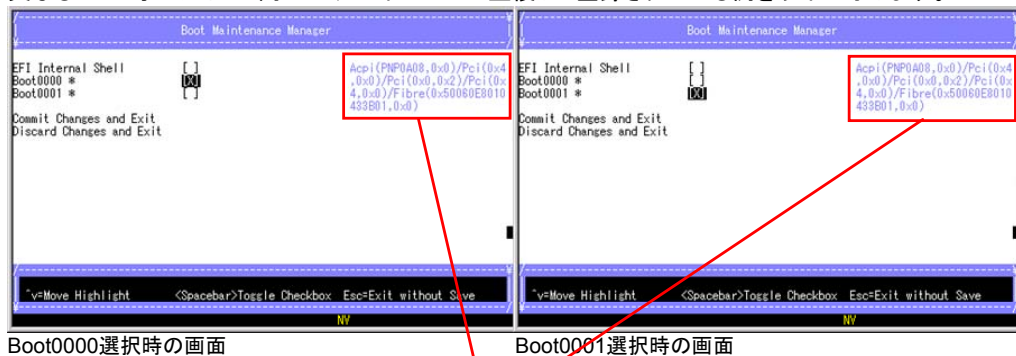 Boot Maintenance Manager
EFI Internal Shell [ ]
Boot0000 * [X]
Boot0001 * [ ]
Commit Changes and Exit
Discard Changes and Exit
Acpi(PNP0A08,0x0)/Pci(0x4
,0x0)/Pci(0x0,0x2)/Pci(0x
4,0x0)/Fibre(0x50060E8010
433B01,0x0)
^v=Move Highlight <Spacebar>Toggle Checkbox Esc=Exit without Save
NV
Boot0000選択時の画面
Boot Maintenance Manager
EFI Internal Shell [ ]
Boot0000 * [ ]
Boot0001 * [X]
Commit Changes and Exit
Discard Changes and Exit
Acpi(PNP0A08,0x0)/Pci(0x4
,0x0)/Pci(0x0,0x2)/Pci(0x
4,0x0)/Fibre(0x50060E8010
433B01,0x0)
^v=Move Highlight <Spacebar>Toggle Checkbox Esc=Exit without Save
NV
Boot0001選択時の画面